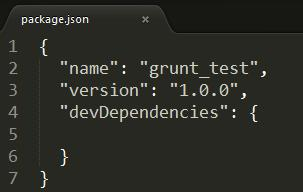 package.json ×
1 {
2   "name": "grunt_test",
3   "version": "1.0.0",
4   "devDependencies": {
5
6   }
7 }